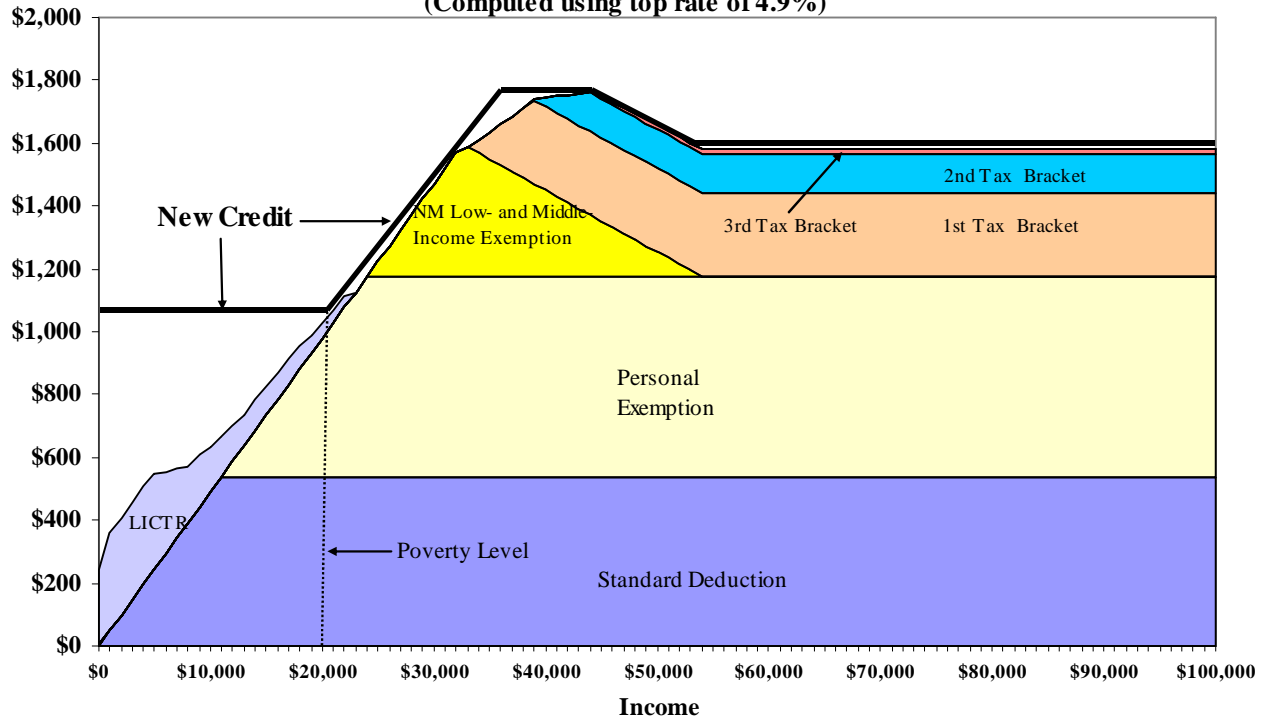 (Computed using top rate of 4.9%)
$2,000
$1,800
$1,600
$1,400
$1,200
$1,000
$800
$600
$400
$200
$0
New Credit
NM Low- and Middle-
Income Exemption
2nd Tax Bracket
3rd Tax Bracket
1st Tax Bracket
Personal
Exemption
LICTR
Poverty Level
Standard Deduction
$0
$10,000
$20,000
$30,000
$40,000
$50,000
$60,000
$70,000
$80,000
$90,000
$100,000
Income